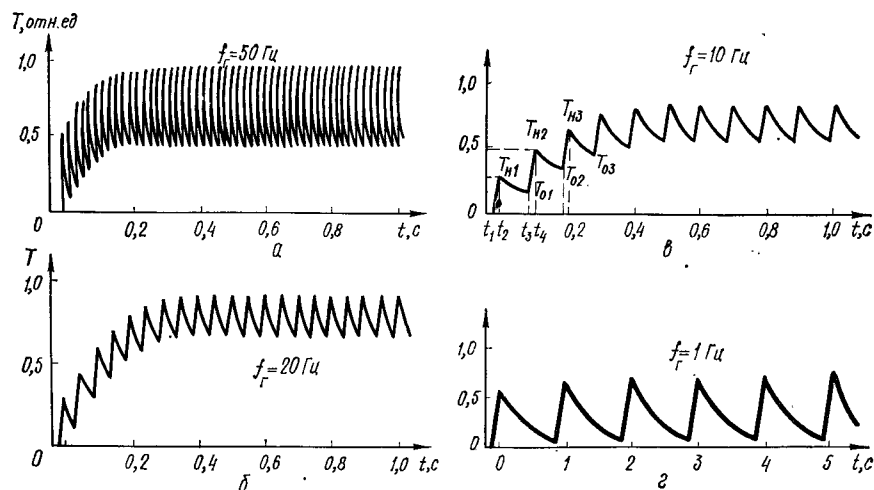 T, отн.ед
1,0
0,5
0
f_г=50 Гц
0,2 0,4 0,6 0,8 1,0 t,с
а
1,0
0,5
0
f_г=10 Гц
T_н1 T_н2 T_н3
T_о1 T_о2 T_о3
t_1 t_2 t_3 t_4 0,2 0,4 0,6 0,8 1,0 t,с
в
T
1,0
0,5
0
f_г=20 Гц
0,2 0,4 0,6 0,8 1,0 t,с
б
1,0
0,5
0
f_г=1 Гц
0 1 2 3 4 5 t,с
г